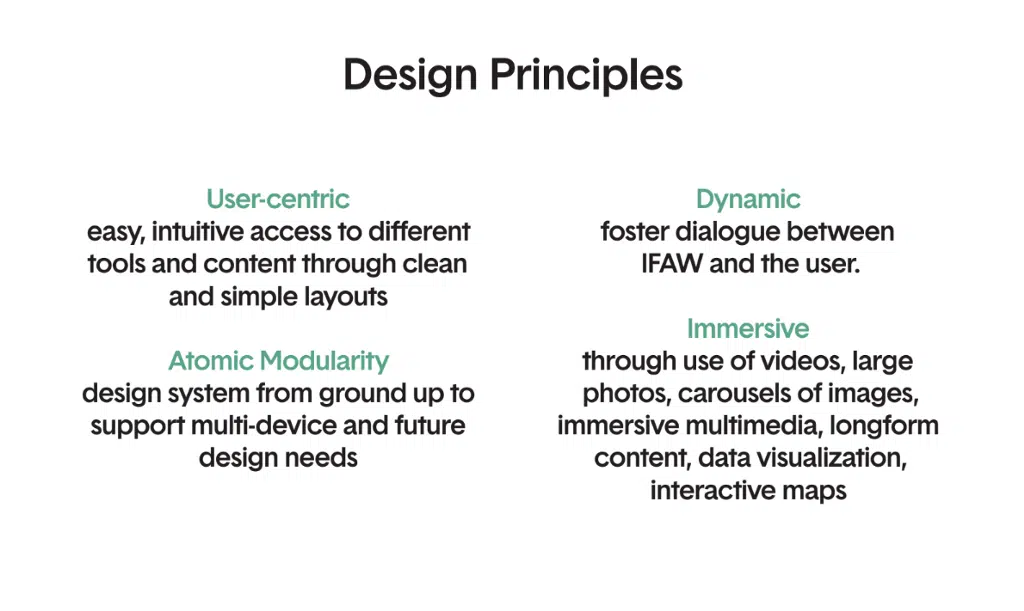 Design Principles
User-centric
easy, intuitive access to different
tools and content through clean
and simple layouts
Atomic Modularity
design system from ground up to
support multi-device and future
design needs
Dynamic
foster dialogue between
IFAW and the user.
Immersive
through use of videos, large
photos, carousels of images,
immersive multimedia, longform
content, data visualization,
interactive maps